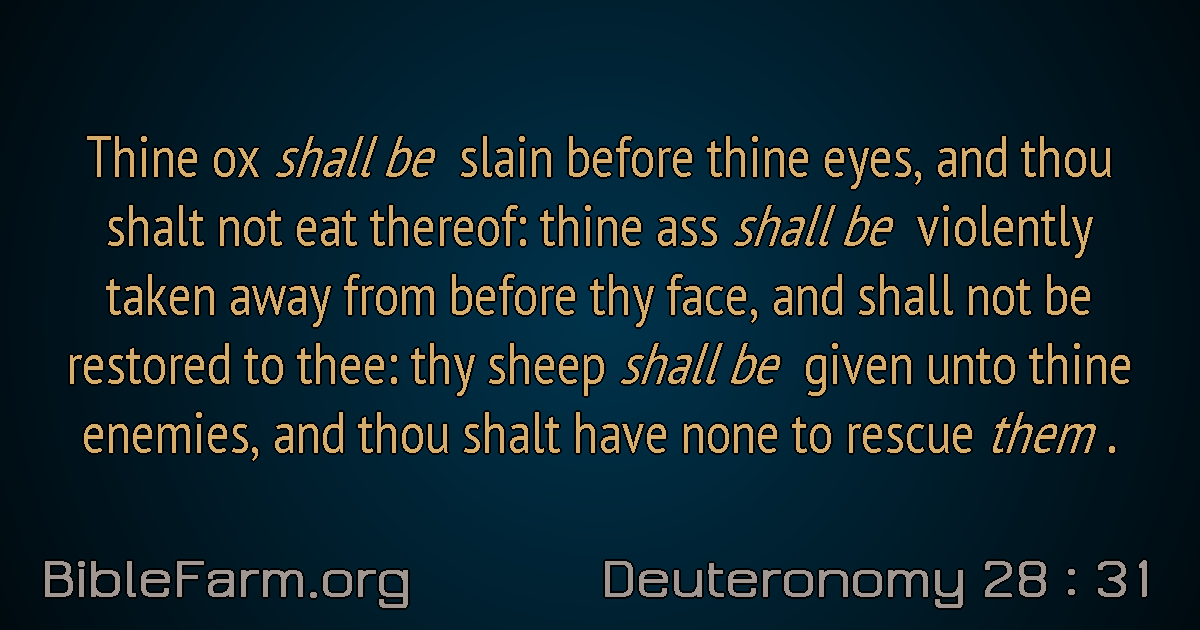 Thine ox shall be slain before thine eyes, and thou
shalt not eat thereof: thine ass shall be violently
taken away from before thy face, and shall not be
restored to thee: thy sheep shall be given unto thine
enemies, and thou shalt have none to rescue them .
BibleFarm.org
Deuteronomy 28 : 31